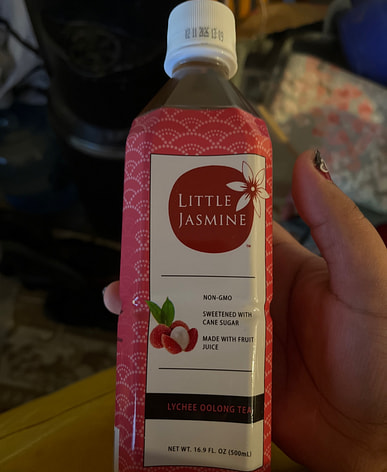 LITTLE
JASMINE
TM
NON-GMO
SWEETENED WITH
CANE SUGAR
MADE WITH FRUIT
JUICE
LYCHEE OOLONG TEA
NET WT. 16.9 FL OZ (500mL)